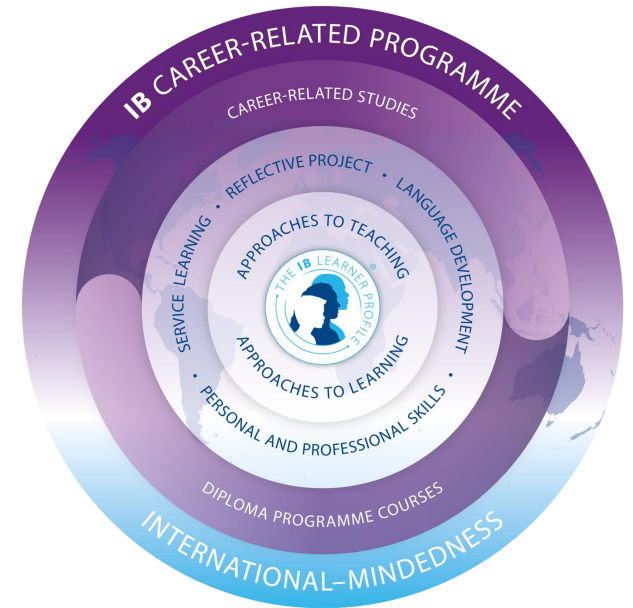 IB CAREER-RELATED PROGRAMME
CAREER-RELATED STUDIES
SERVICE LEARNING • REFLECTIVE PROJECT • LANGUAGE DEVELOPMENT •
PERSONAL AND PROFESSIONAL SKILLS •
APPROACHES TO TEACHING
THE IB LEARNER PROFILE ®
APPROACHES TO LEARNING
DIPLOMA PROGRAMME COURSES
INTERNATIONAL–MINDEDNESS